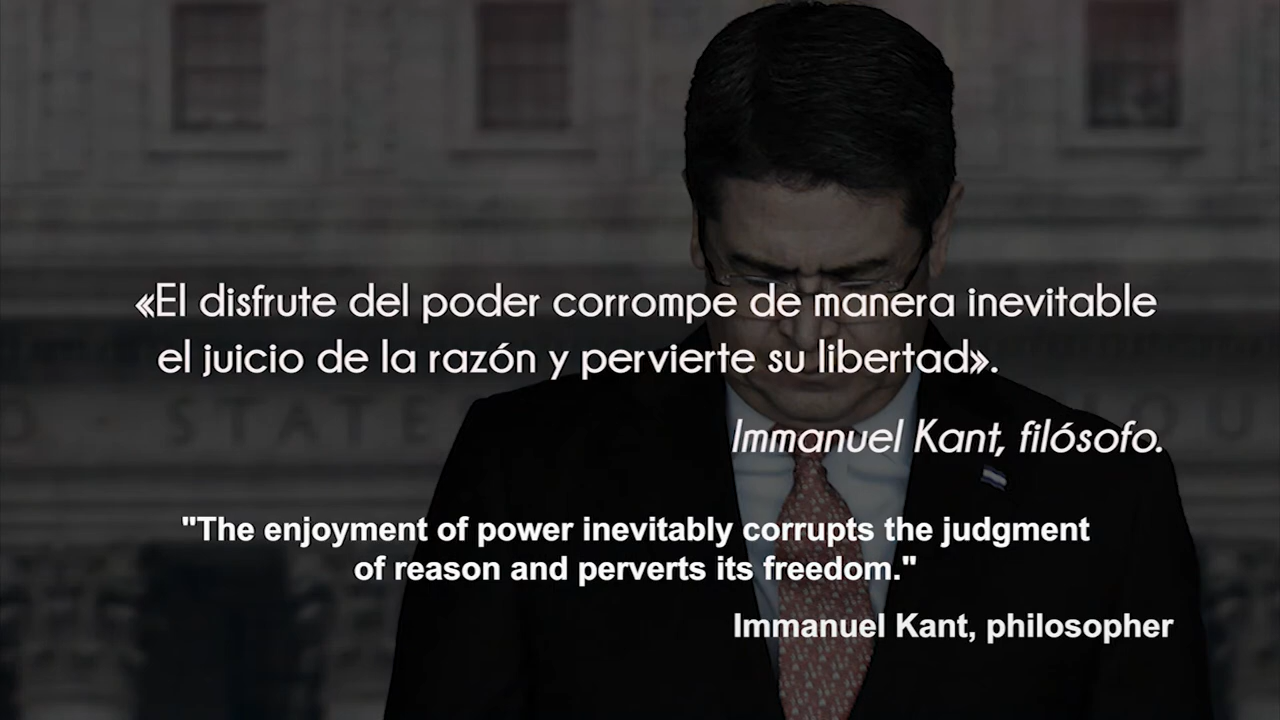 «El disfrute del poder corrompe de manera inevitable
el juicio de la razón y pervierte su libertad».
Immanuel Kant, filósofo.
"The enjoyment of power inevitably corrupts the judgment
of reason and perverts its freedom."
Immanuel Kant, philosopher
STATE